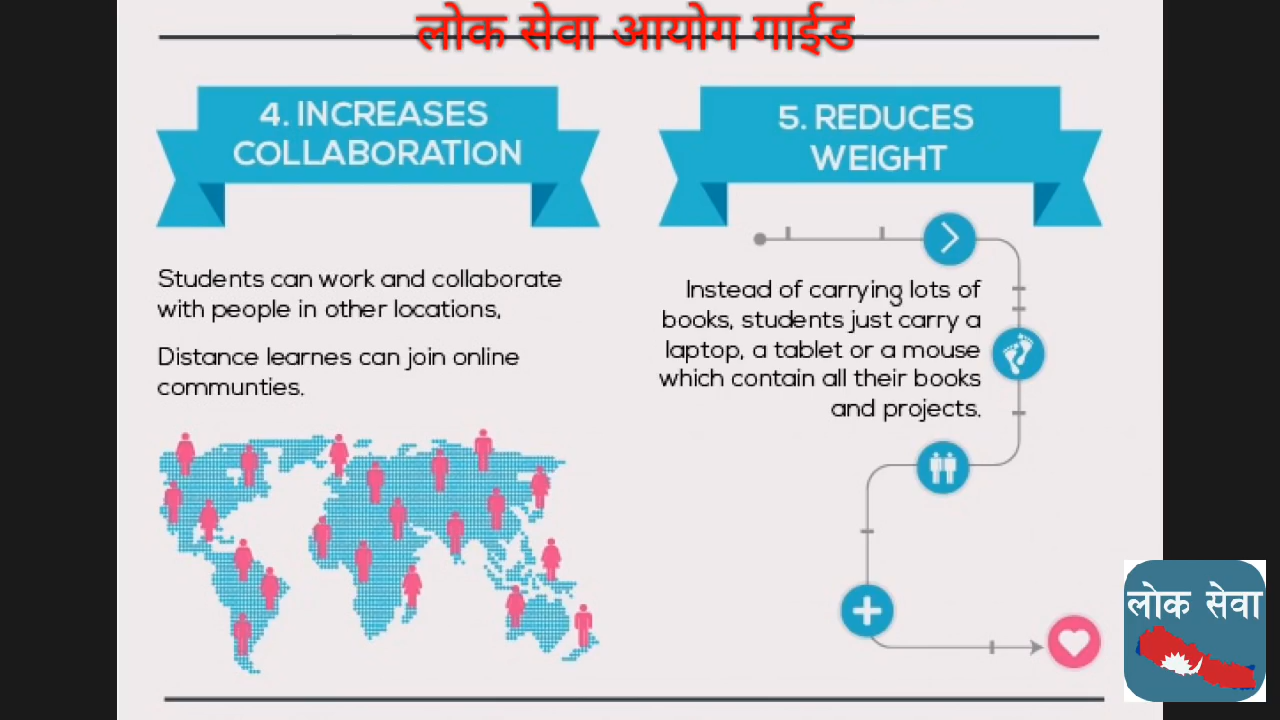 लोक सेवा आयोग गाईड
4. INCREASES
COLLABORATION
Students can work and collaborate
with people in other locations,
Distance learnes can join online
communties.
5. REDUCES
WEIGHT
Instead of carrying lots of
books, students just carry a
laptop, a tablet or a mouse
which contain all their books
and projects.
लोक सेवा